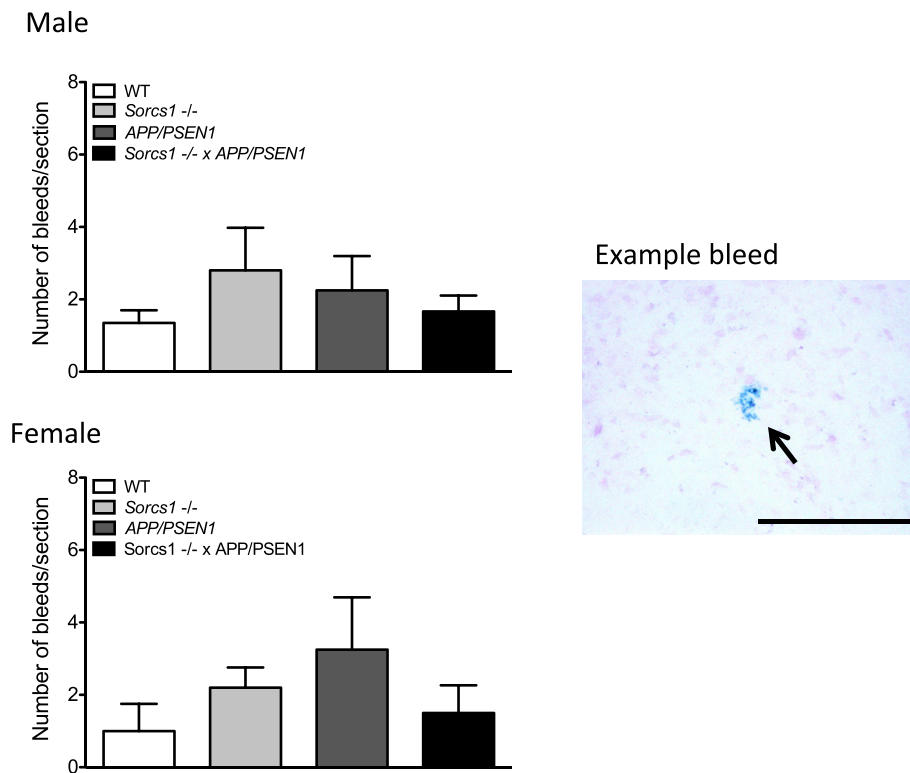 Male
8
6
4
2
0
Number of bleeds/section
WT
Sorcs1 -/-
APP/PSEN1
Sorcs1 -/- x APP/PSEN1
Example bleed
Female
8
6
4
2
0
Number of bleeds/section
WT
Sorcs1 -/-
APP/PSEN1
Sorcs1 -/- x APP/PSEN1